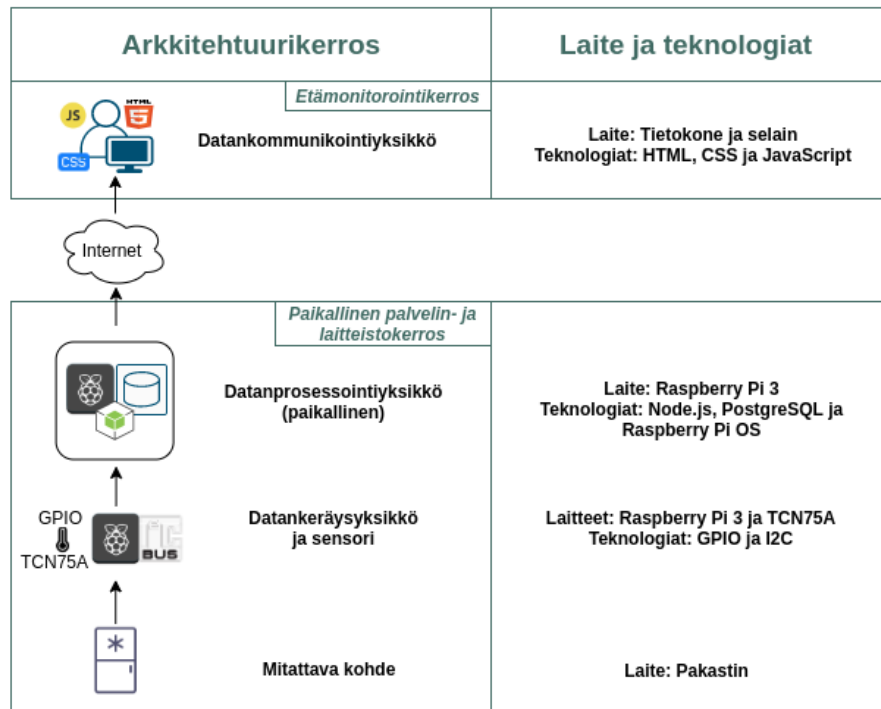 Arkkitehtuurikerros
Laite ja teknologiat
Etämonitorointikerros
JS
HTML
5
CSS
Datankommunikointiyksikkö
Laite: Tietokone ja selain
Teknologiat: HTML, CSS ja JavaScript
Internet
Paikallinen palvelin- ja
laitteistokerros
Datanprosessointiyksikkö
(paikallinen)
Laite: Raspberry Pi 3
Teknologiat: Node.js, PostgreSQL ja
Raspberry Pi OS
GPIO
TCN75A
I2C
BUS
Datankeräysyksikkö
ja sensori
Laitteet: Raspberry Pi 3 ja TCN75A
Teknologiat: GPIO ja I2C
Mitattava kohde
Laite: Pakastin